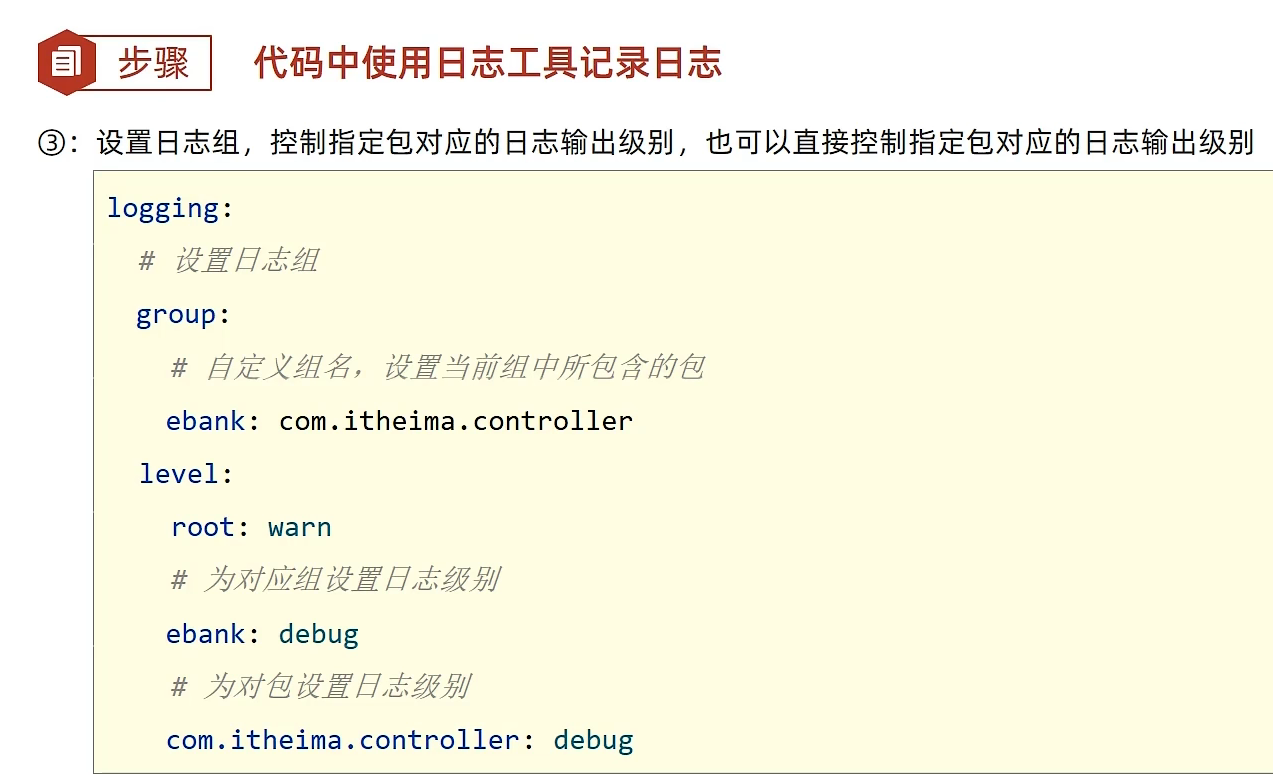 步骤 代码中使用日志工具记录日志
③：设置日志组，控制指定包对应的日志输出级别，也可以直接控制指定包对应的日志输出级别
logging:
# 设置日志组
group:
# 自定义组名，设置当前组中所包含的包
ebank: com.itheima.controller
level:
root: warn
# 为对应组设置日志级别
ebank: debug
# 为对包设置日志级别
com.itheima.controller: debug